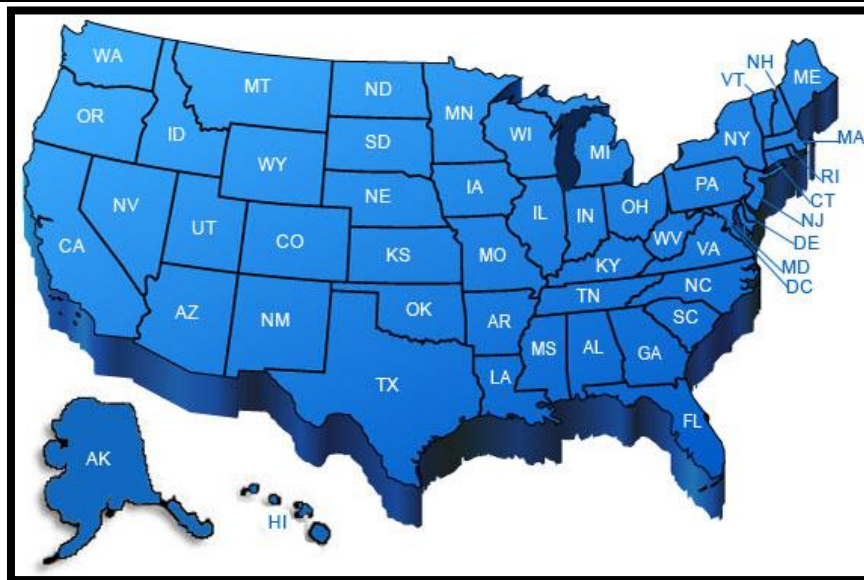 WA
MT
ND
MN
VT
NH
ME
OR
ID
SD
WI
MI
NY
MA
WY
RI
NE
IA
PA
CT
NV
UT
CO
IL
IN
OH
NJ
CA
KS
MO
WV
VA
DE
KY
MD
DC
AZ
NM
OK
AR
TN
NC
SC
MS
AL
GA
TX
LA
FL
AK
HI